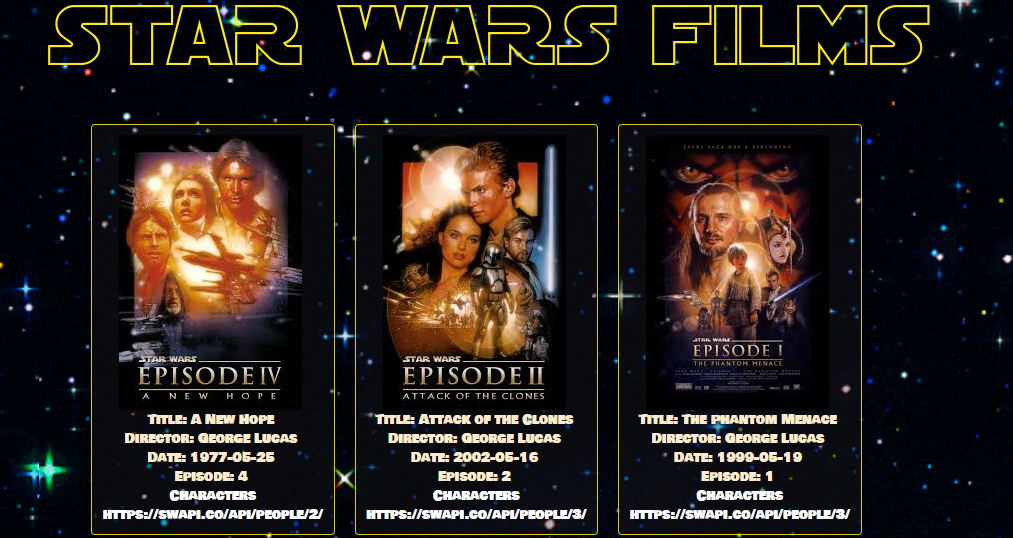 STAR WARS FILMS
EVERY SAGA HAS A BEGINNING
STAR WARS
EPISODE IV
A NEW HOPE
Title: A New Hope
Director: George Lucas
Date: 1977-05-25
Episode: 4
Characters
https://swapi.co/api/people/2/
STAR WARS
EPISODE II
ATTACK OF THE CLONES
Title: Attack of the Clones
Director: George Lucas
Date: 2002-05-16
Episode: 2
Characters
https://swapi.co/api/people/3/
STAR WARS
EPISODE I
THE PHANTOM MENACE
Title: The phantom Menace
Director: George Lucas
Date: 1999-05-19
Episode: 1
Characters
https://swapi.co/api/people/3/